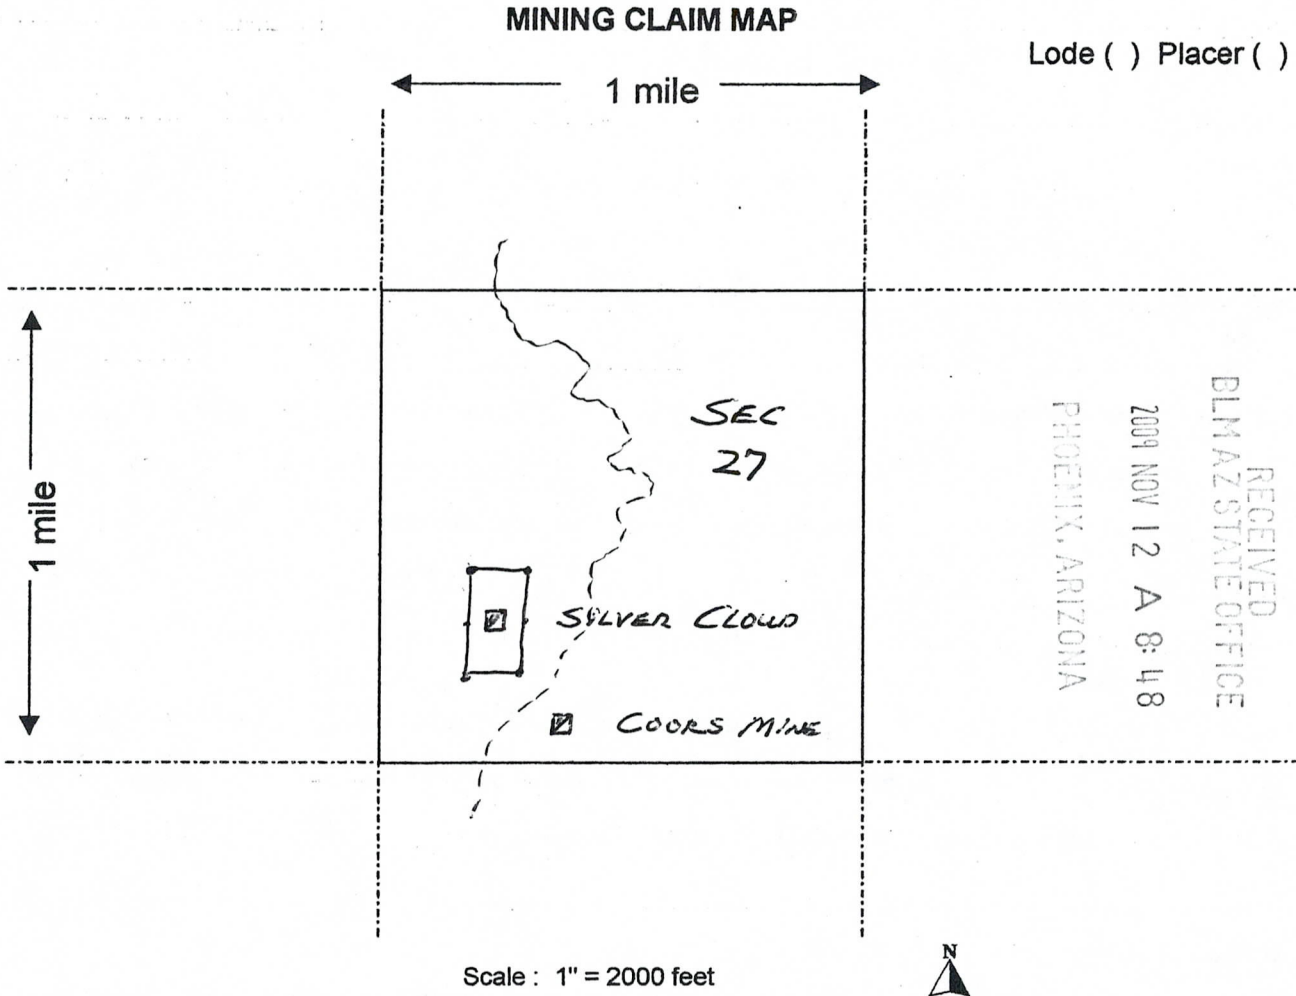 MINING CLAIM MAP
Lode ( ) Placer ( )
1 mile
1 mile
SEC
27
SILVER CLOUD
COORS MINE
RECEIVED
BLM AZ STATE OFFICE
2009 NOV 12 A 8:48
PHOENIX, ARIZONA
Scale : 1" = 2000 feet
N